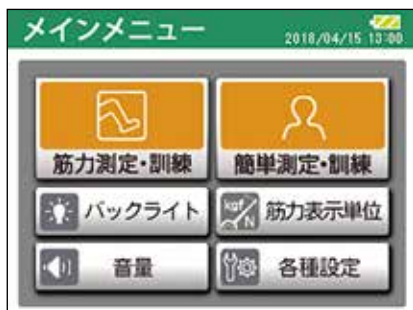 メインメニュー
2018/04/15 13:00
筋力測定・訓練
簡単測定・訓練
バックライト
kgf/N
筋力表示単位
音量
各種設定